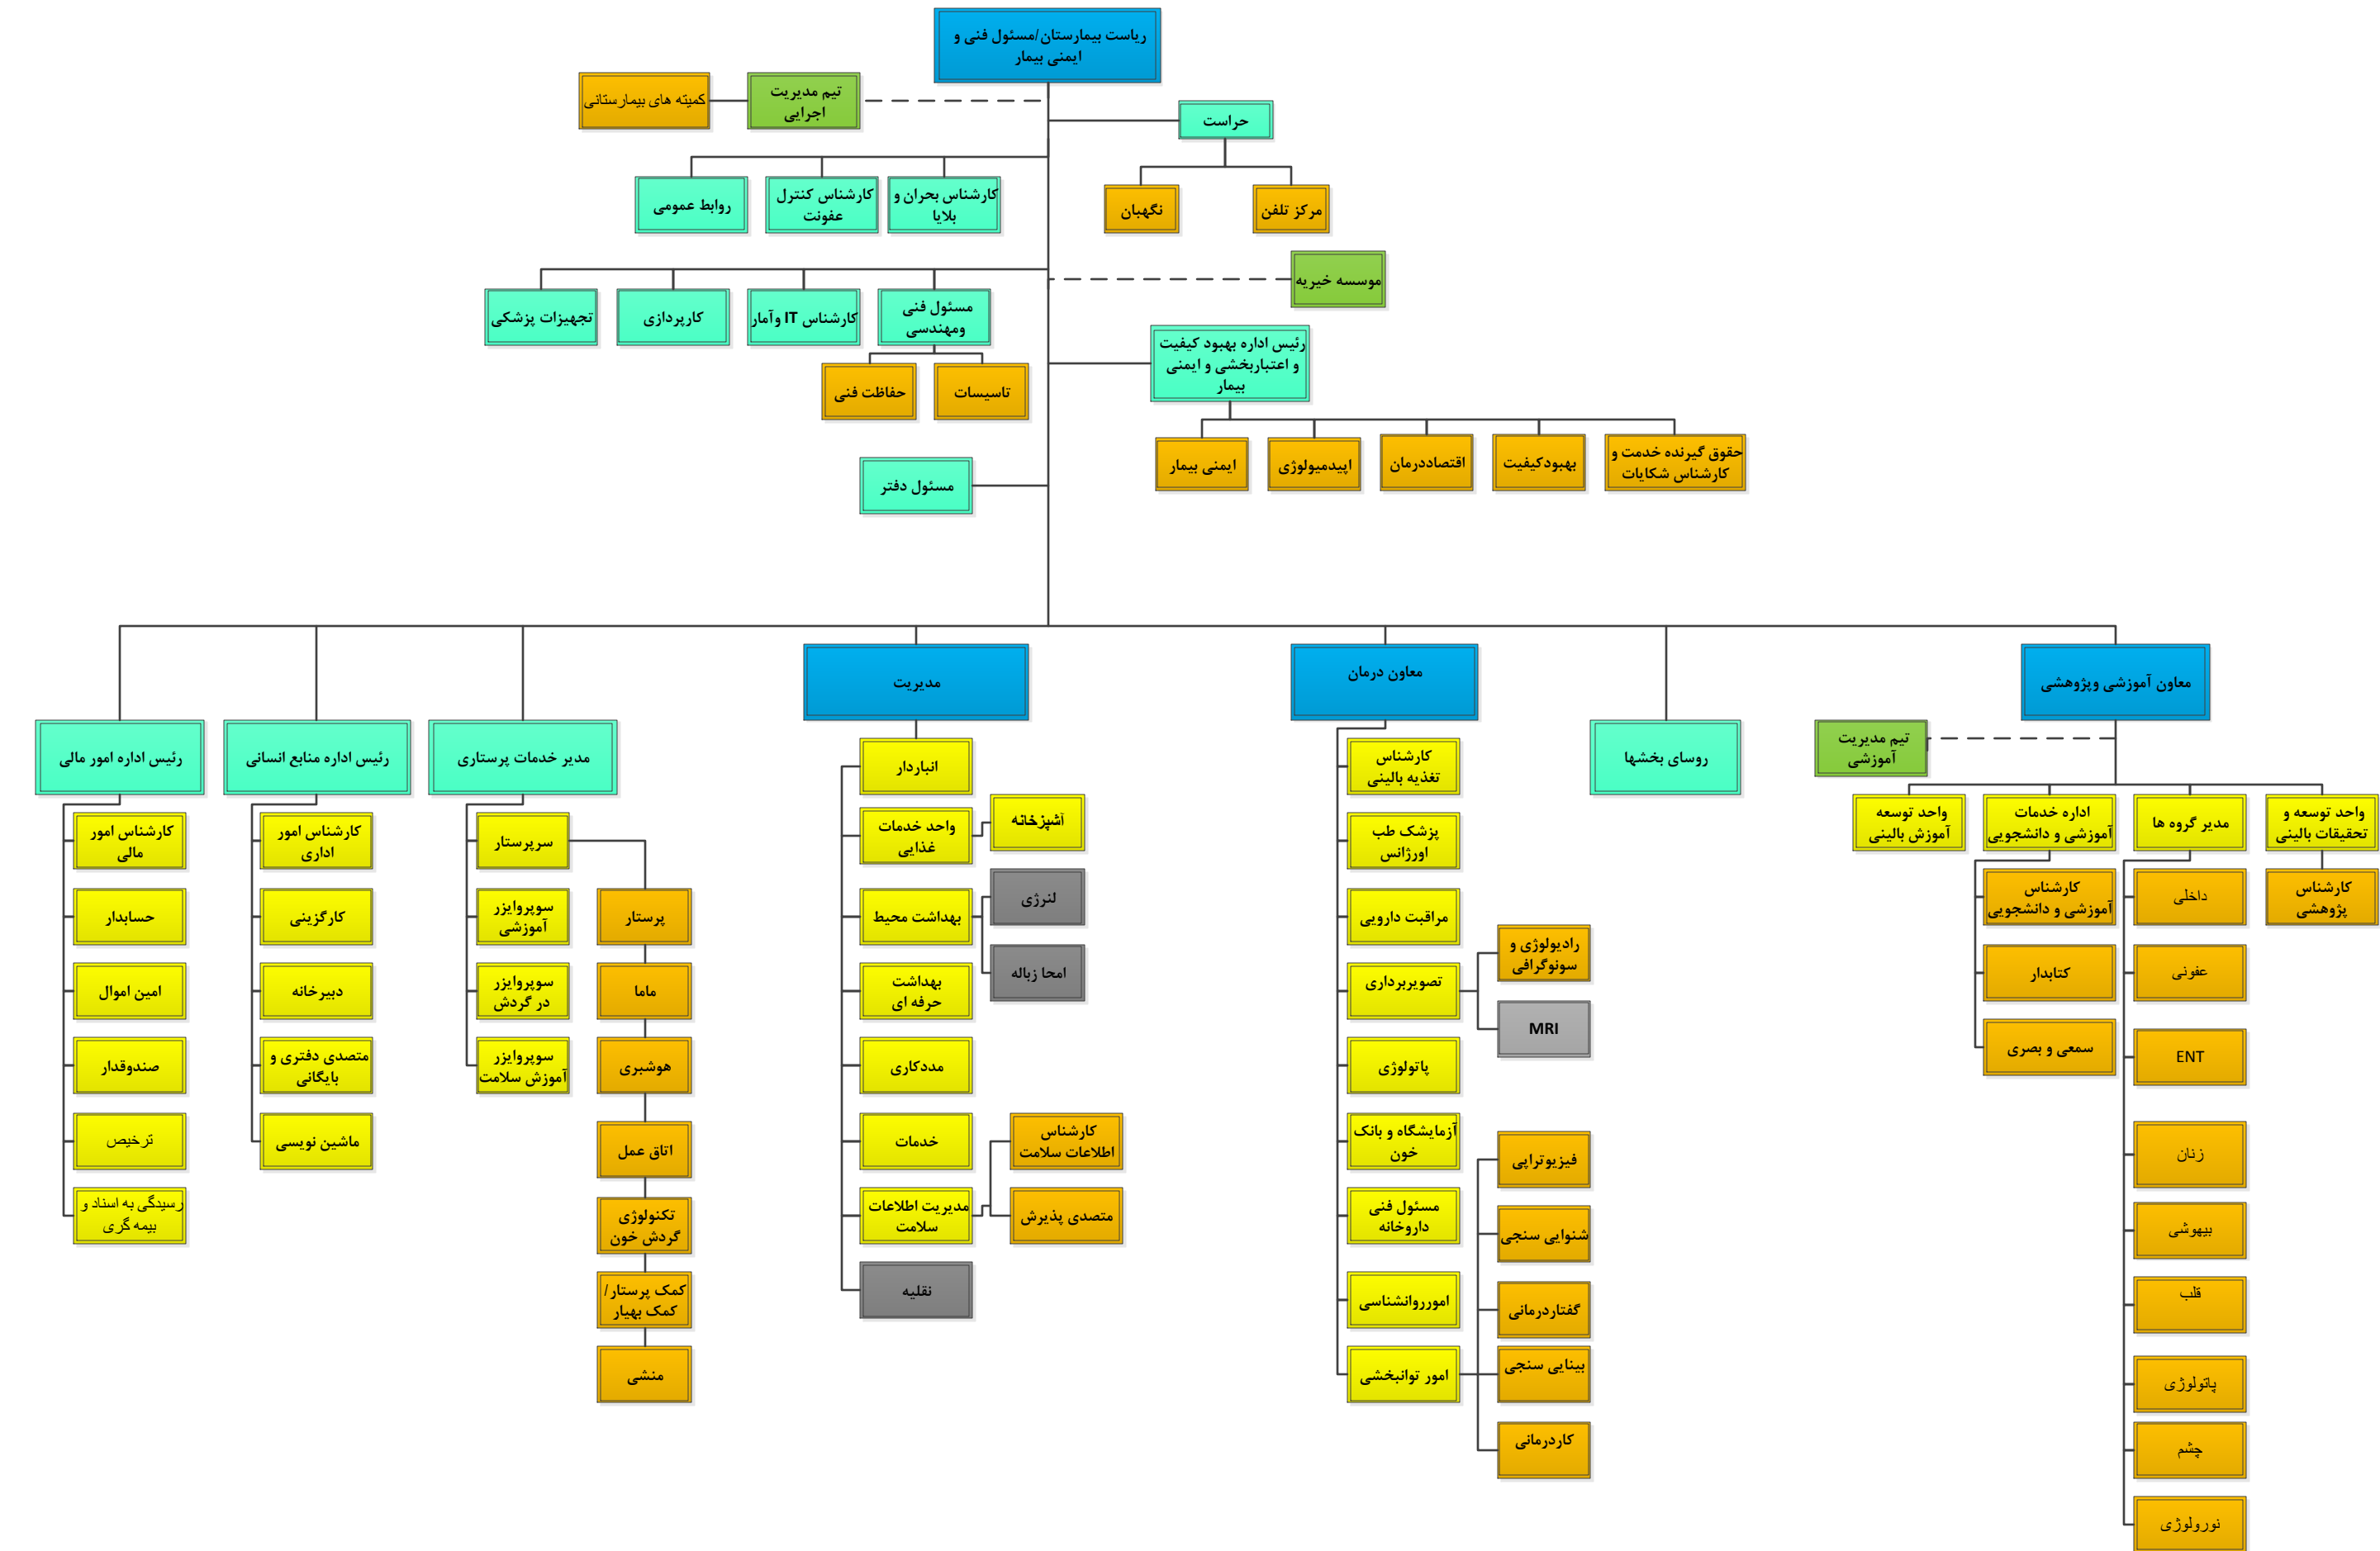 ریاست بیمارستان/مسئول فنی و
ایمنی بیمار
تیم مدیریت
اجرایی
کمیته های بیمارستانی
حراست
مرکز تلفن
نگهبان
کارشناس بحران و
بلایا
کارشناس کنترل
عفونت
روابط عمومی
موسسه خیریه
مسئول فنی
ومهندسی
کارشناس IT وآمار
کارپردازی
تجهیزات پزشکی
تاسیسات
حفاظت فنی
رئیس اداره بهبود کیفیت
و اعتباربخشی و ایمنی
بیمار
حقوق گیرنده خدمت و
کارشناس شکایات
بهبودکیفیت
اقتصاددرمان
اپیدمیولوژی
ایمنی بیمار
مسئول دفتر
معاون آموزشی وپژوهشی
تیم مدیریت
آموزشی
واحد توسعه و
تحقیقات بالینی
کارشناس
پژوهشی
مدیر گروه ها
داخلی
عفونی
ENT
زنان
بیهوشی
قلب
پاتولوژی
چشم
نورولوژی
اداره خدمات
آموزشی و دانشجویی
کارشناس
آموزشی و دانشجویی
کتابدار
سمعی و بصری
واحد توسعه
آموزش بالینی
روسای بخشها
معاون درمان
کارشناس
تغذیه بالینی
پزشک طب
اورژانس
مراقبت دارویی
تصویربرداری
رادیولوژی و
سونوگرافی
MRI
پاتولوژی
آزمایشگاه و بانک
خون
مسئول فنی
داروخانه
امورروانشناسی
امور توانبخشی
فیزیوتراپی
شنوایی سنجی
گفتاردرمانی
بینایی سنجی
کاردرمانی
مدیریت
انباردار
واحد خدمات
غذایی
آشپزخانه
بهداشت محیط
لنرژی
امحا زباله
بهداشت
حرفه ای
مددکاری
خدمات
مدیریت اطلاعات
سلامت
کارشناس
اطلاعات سلامت
متصدی پذیرش
نقلیه
مدیر خدمات پرستاری
سرپرستار
سوپروایزر
آموزشی
سوپروایزر
در گردش
سوپروایزر
آموزش سلامت
پرستار
ماما
هوشبری
اتاق عمل
تکنولوژی
گردش خون
کمک پرستار/
کمک بهیار
منشی
رئیس اداره منابع انسانی
کارشناس امور
اداری
کارگزینی
دبیرخانه
متصدی دفتری و
بایگانی
ماشین نویسی
رئیس اداره امور مالی
کارشناس امور
مالی
حسابدار
امین اموال
صندوقدار
ترخیص
رسیدگی به اسناد و
بیمه گری